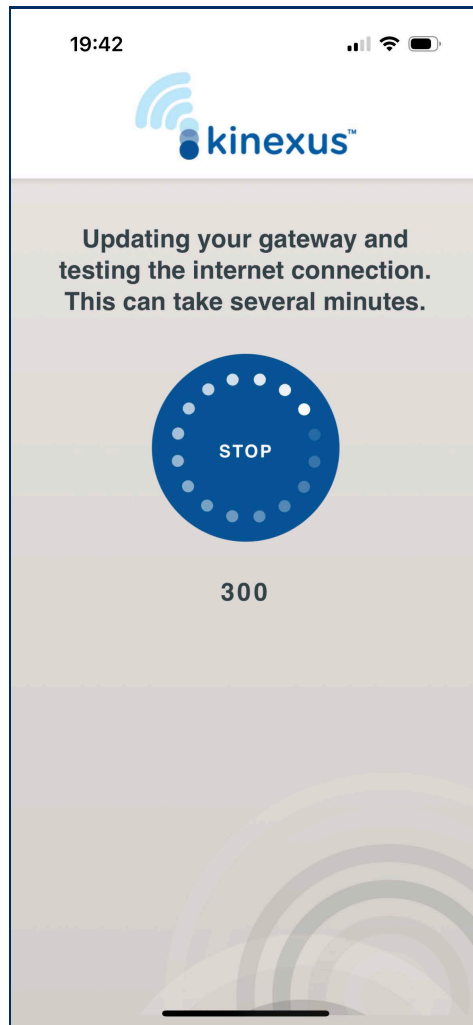 19:42
kinexus™
Updating your gateway and
testing the internet connection.
This can take several minutes.
STOP
300